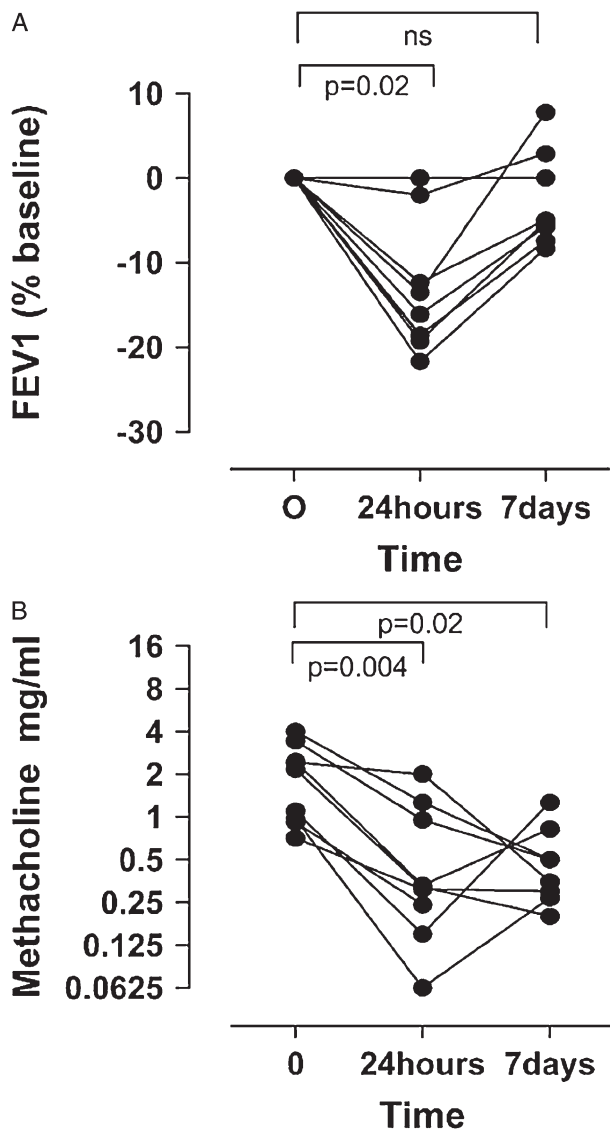 A
ns
p=0.02
FEV1 (% baseline)
10
0
-10
-20
-30
O 24hours 7days
Time
B
p=0.02
p=0.004
Methacholine mg/ml
16
8
4
2
1
0.5
0.25
0.125
0.0625
0 24hours 7days
Time